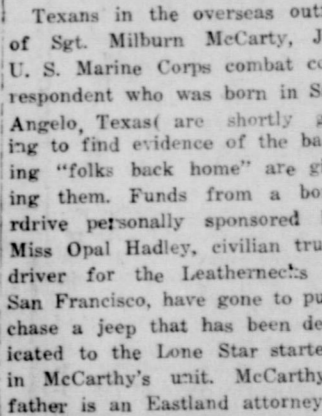 Texans in the overseas out
of Sgt. Milburn McCarty, J
U. S. Marine Corps combat c
respondent who was born in S
Angelo, Texas( are shortly g
ing to find evidence of the ba
ing "folks back home" are g
ing them. Funds from a bo
rdrive personally sponsored
Miss Opal Hadley, civilian tru
driver for the Leathernecks
San Francisco, have gone to pu
chase a jeep that has been de
icated to the Lone Star starte
in McCarthy's unit. McCarthy
father is an Eastland attorney